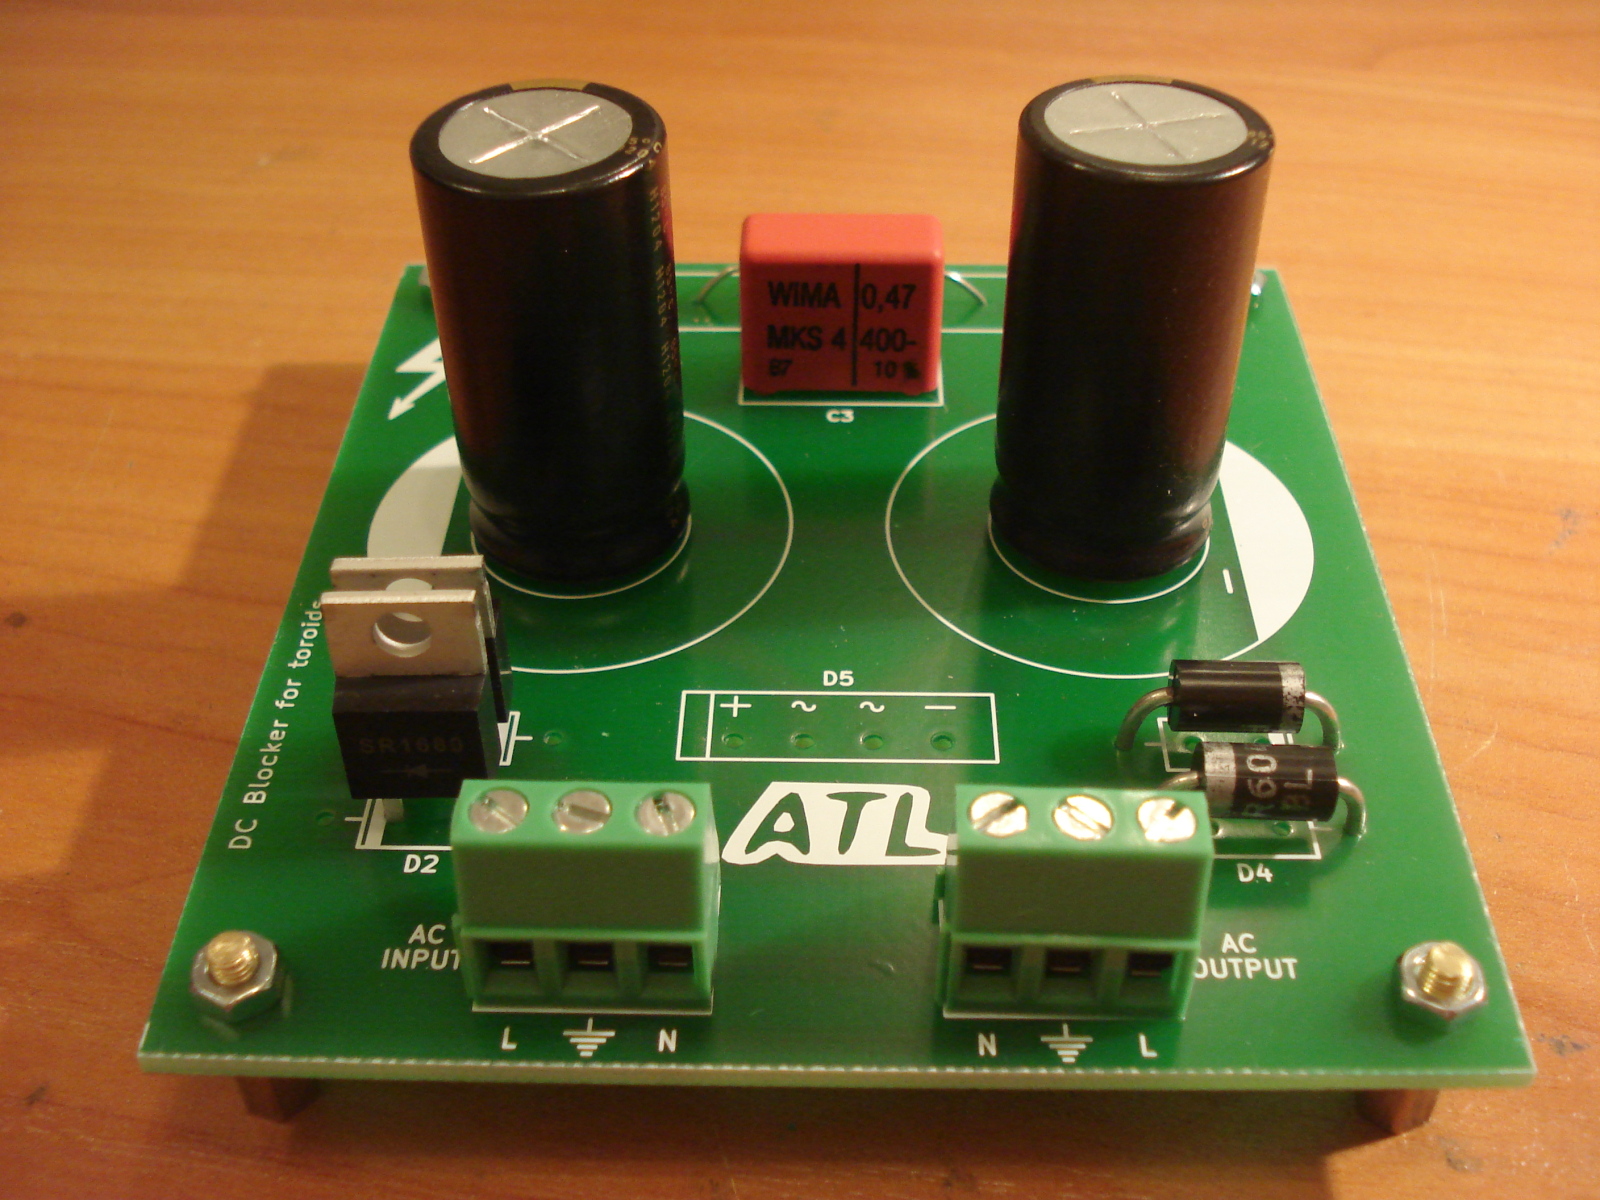 WIMA 0,47
MKS 4 400-
B7 10%
C3
DC Blocker for toroids
D5
+ ~ ~ -
SR1660
ATL
D2
D4
R60
BL
AC
INPUT
AC
OUTPUT
L N
N L